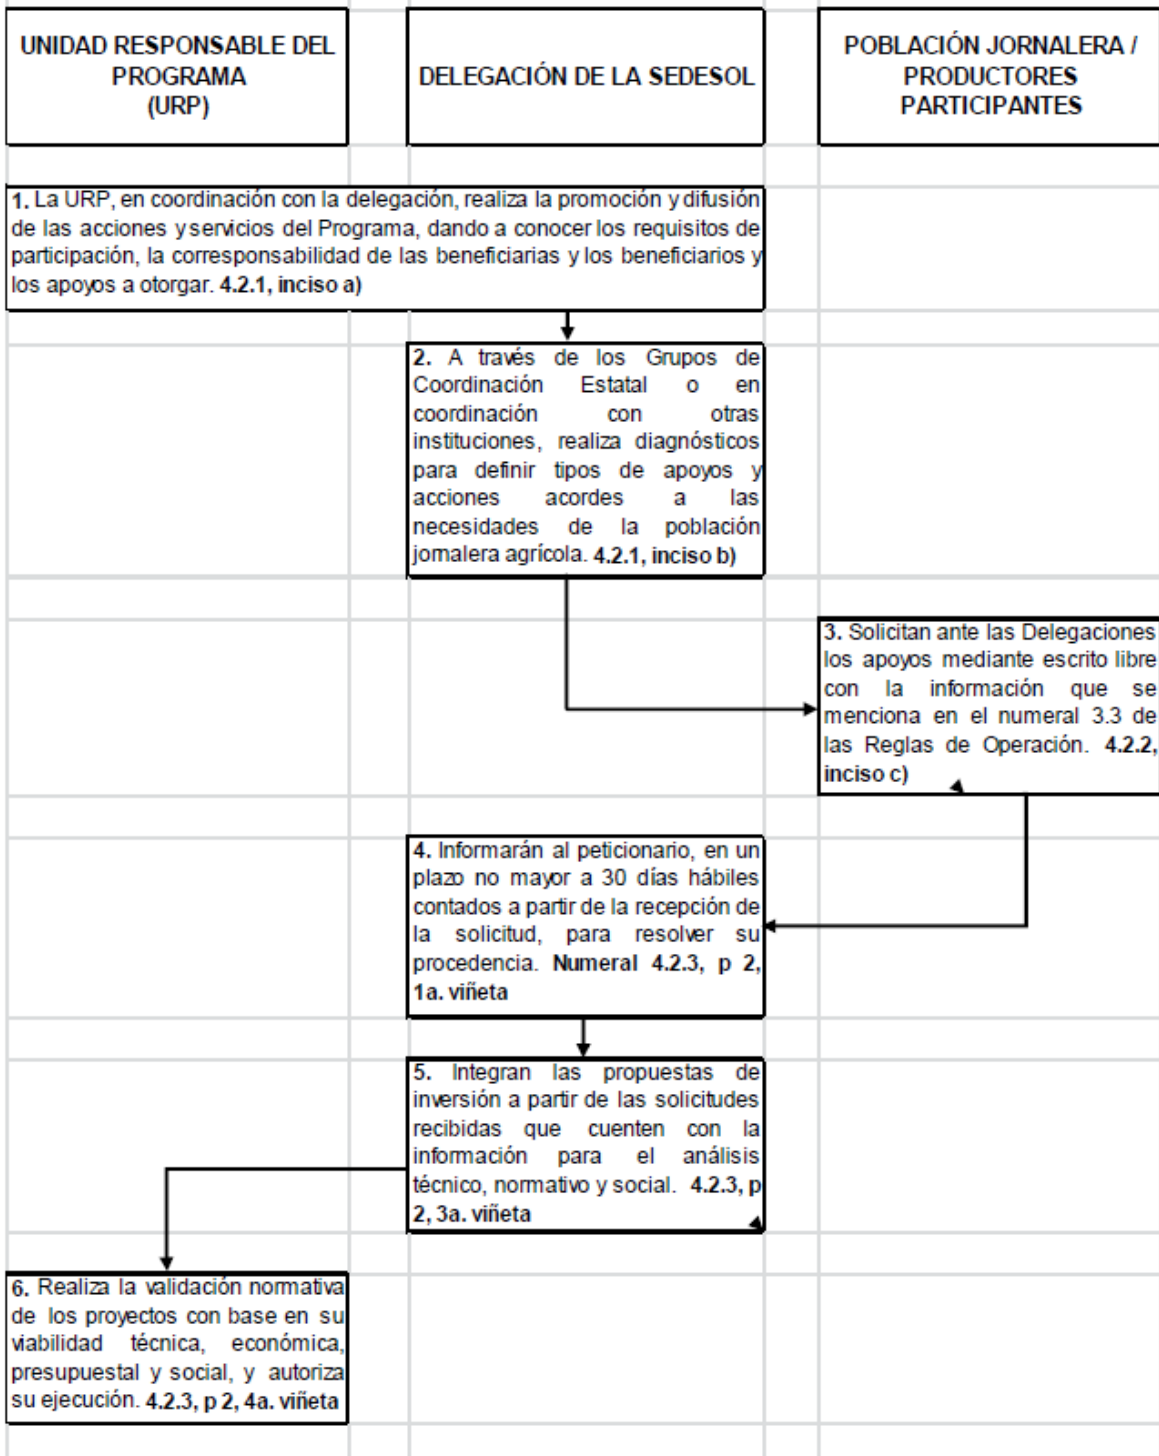 UNIDAD RESPONSABLE DEL
PROGRAMA
(URP)
DELEGACIÓN DE LA SEDESOL
POBLACIÓN JORNALERA /
PRODUCTORES
PARTICIPANTES
1. La URP, en coordinación con la delegación, realiza la promoción y difusión
de las acciones y servicios del Programa, dando a conocer los requisitos de
participación, la corresponsabilidad de las beneficiarias y los beneficiarios y
los apoyos a otorgar. 4.2.1, inciso a)
2. A través de los Grupos de
Coordinación Estatal o en
coordinación con otras
instituciones, realiza diagnósticos
para definir tipos de apoyos y
acciones acordes a las
necesidades de la población
jornalera agrícola. 4.2.1, inciso b)
3. Solicitan ante las Delegaciones
los apoyos mediante escrito libre
con la información que se
menciona en el numeral 3.3 de
las Reglas de Operación. 4.2.2,
inciso c)
4. Informarán al peticionario, en un
plazo no mayor a 30 días hábiles
contados a partir de la recepción de
la solicitud, para resolver su
procedencia. Numeral 4.2.3, p 2,
1a. viñeta
5. Integran las propuestas de
inversión a partir de las solicitudes
recibidas que cuenten con la
información para el análisis
técnico, normativo y social. 4.2.3, p
2, 3a. viñeta
6. Realiza la validación normativa
de los proyectos con base en su
viabilidad técnica, económica,
presupuestal y social, y autoriza
su ejecución. 4.2.3, p 2, 4a. viñeta